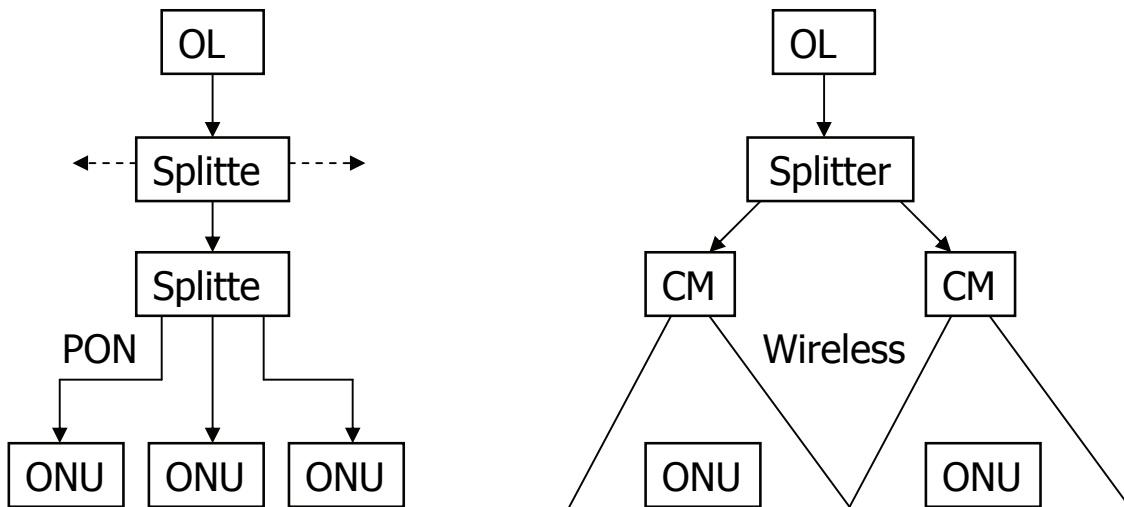 OL
Splitte
Splitte
PON
ONU
ONU
ONU
OL
Splitter
CM
CM
Wireless
ONU
ONU